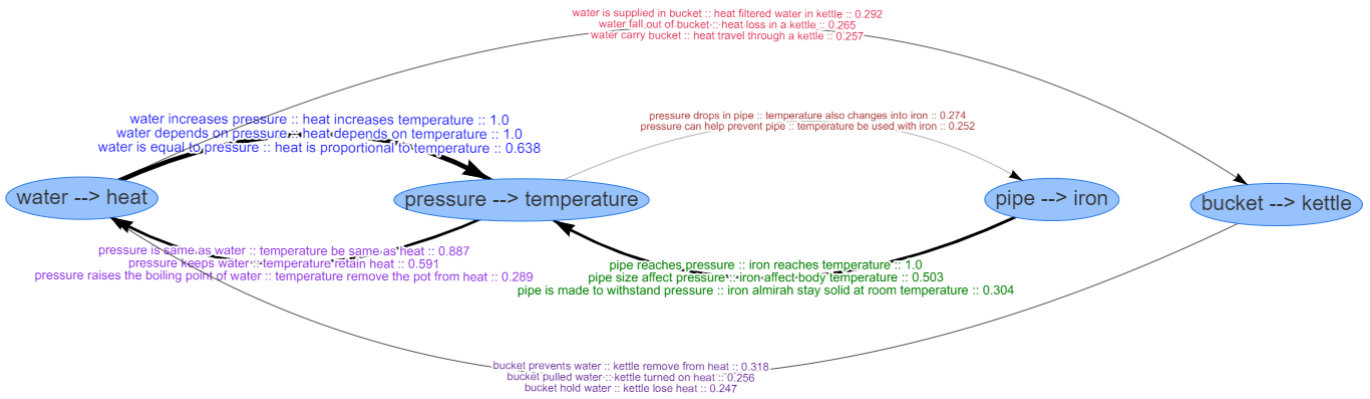 water is supplied in bucket :: heat filtered water in kettle :: 0.292
water fall out of bucket :: heat loss in a kettle :: 0.265
water carry bucket :: heat travel through a kettle :: 0.257
water increases pressure :: heat increases temperature :: 1.0
water depends on pressure :: heat depends on temperature :: 1.0
water is equal to pressure :: heat is proportional to temperature :: 0.638
pressure drops in pipe :: temperature also changes into iron :: 0.274
pressure can help prevent pipe :: temperature be used with iron :: 0.252
water --> heat
pressure --> temperature
pipe --> iron
bucket --> kettle
pressure is same as water :: temperature be same as heat :: 0.887
pressure keeps water :: temperature retain heat :: 0.591
pressure raises the boiling point of water :: temperature remove the pot from heat :: 0.289
pipe reaches pressure :: iron reaches temperature :: 1.0
pipe size affect pressure :: iron affect body temperature :: 0.503
pipe is made to withstand pressure :: iron almirah stay solid at room temperature :: 0.304
bucket prevents water :: kettle remove from heat :: 0.318
bucket pulled water :: kettle turned on heat :: 0.256
bucket hold water :: kettle lose heat :: 0.247